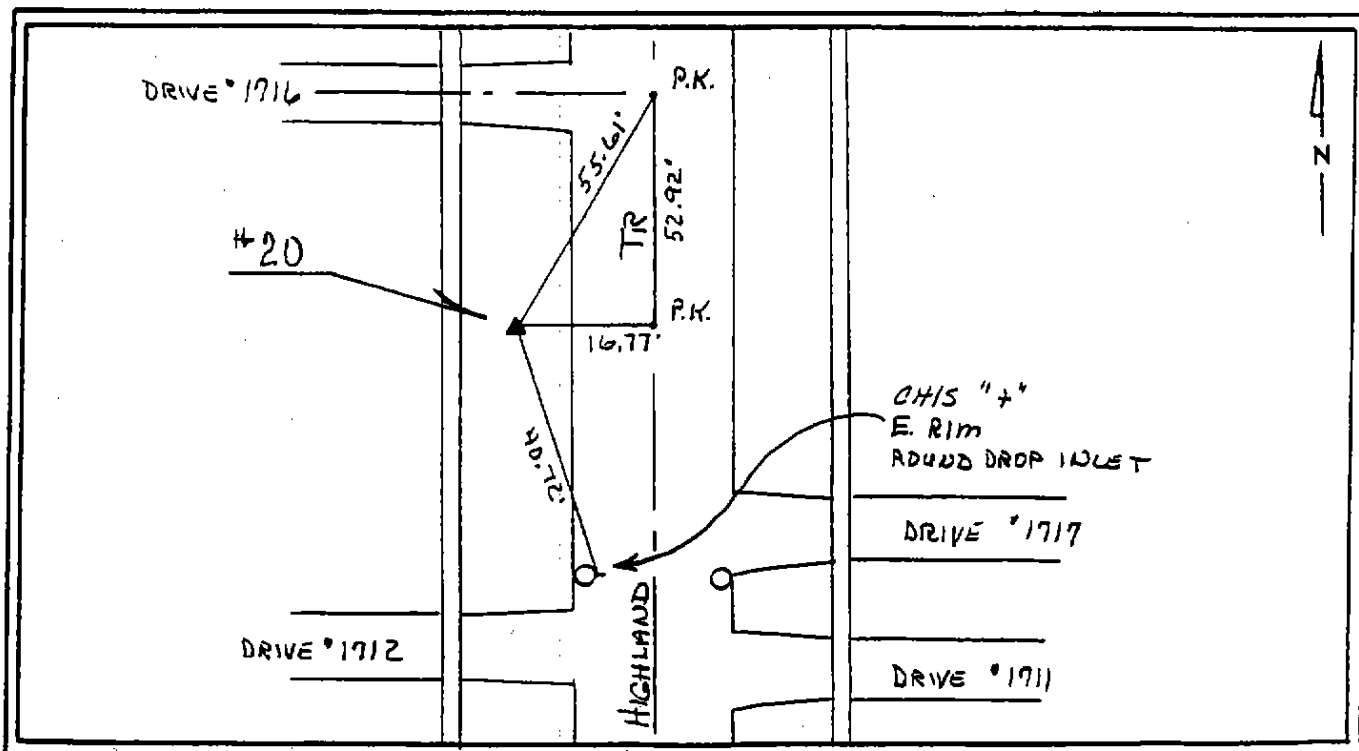 DRIVE #1716
P.K.
55.61'
52.92'
TR
#20
P.K.
16.77'
N
CHIS "+"
E. RIM
ROUND DROP INLET
40.72'
DRIVE #1717
DRIVE #1712
HIGHLAND
DRIVE #1711